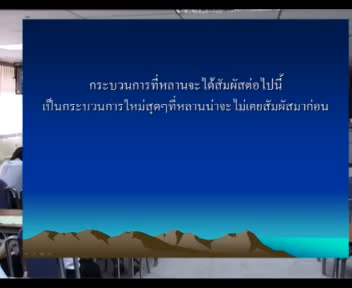 กระบวนการที่หลานจะได้สัมผัสต่อไปนี้
เป็นกระบวนการใหม่สุดๆที่หลานน่าจะไม่เคยสัมผัสมาก่อน